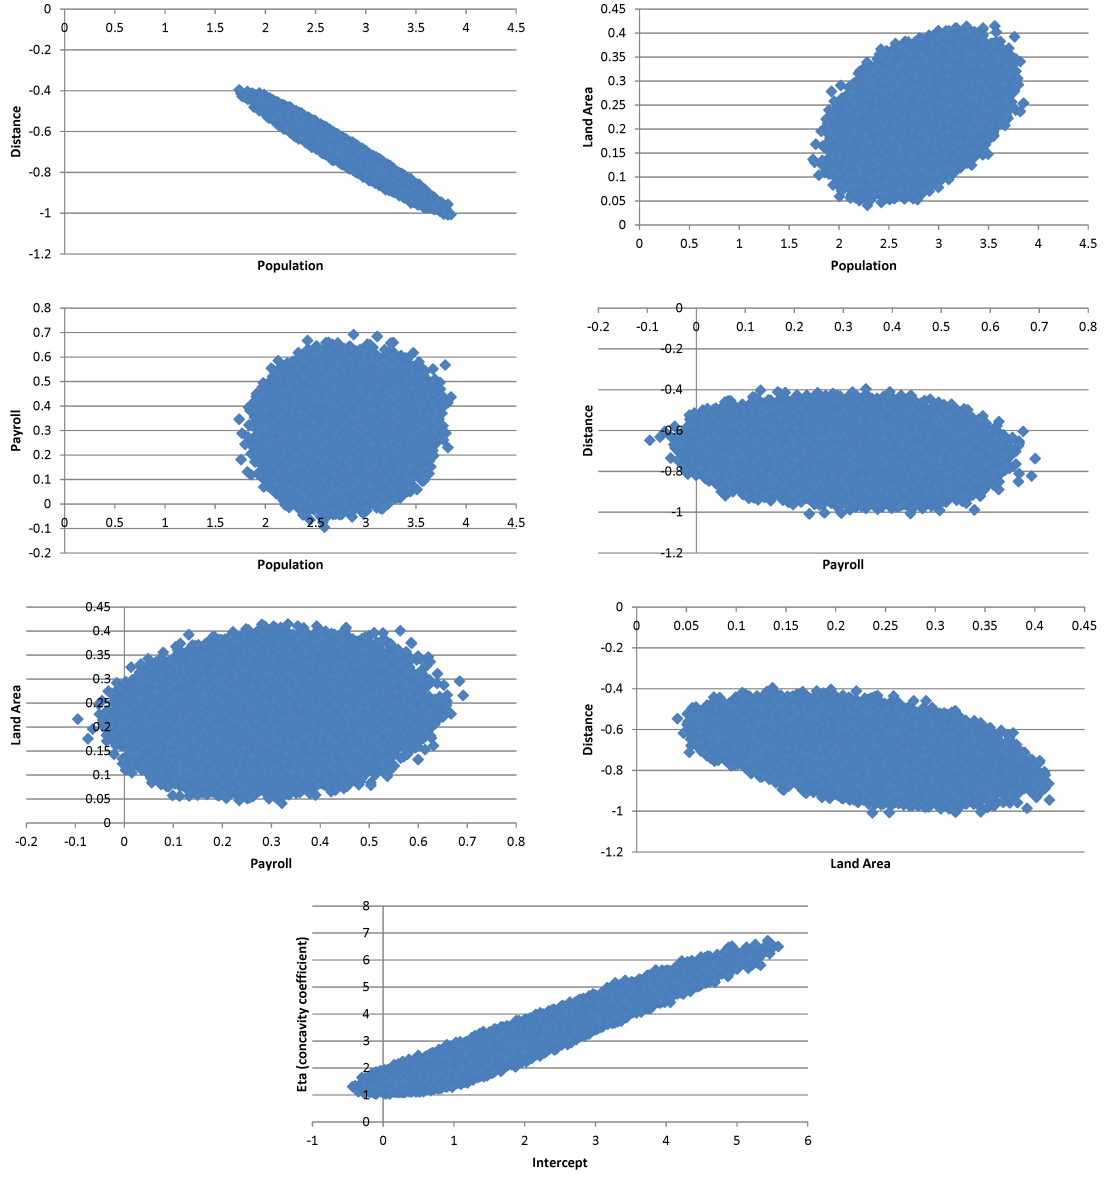 0
0 0.5 1 1.5 2 2.5 3 3.5 4 4.5
-0.2
-0.4
-0.6
-0.8
-1
-1.2
Distance
Population
0.45
0.4
0.35
0.3
0.25
0.2
0.15
0.1
0.05
0
0 0.5 1 1.5 2 2.5 3 3.5 4 4.5
Land Area
Population
0.8
0.7
0.6
0.5
0.4
0.3
0.2
0.1
0
0 0.5 1 1.5 2 2.5 3 3.5 4 4.5
-0.1
-0.2
Payroll
Population
0
-0.2 -0.1 0 0.1 0.2 0.3 0.4 0.5 0.6 0.7 0.8
-0.2
-0.4
-0.6
-0.8
-1
-1.2
Distance
Payroll
0.45
0.4
0.35
0.3
0.25
0.2
0.15
0.1
0.05
0
-0.2 -0.1 0 0.1 0.2 0.3 0.4 0.5 0.6 0.7 0.8
Land Area
Payroll
0
0 0.05 0.1 0.15 0.2 0.25 0.3 0.35 0.4 0.45
-0.2
-0.4
-0.6
-0.8
-1
-1.2
Distance
Land Area
8
7
6
5
4
3
2
1
0
-1 0 1 2 3 4 5 6
Eta (concavity coefficient)
Intercept